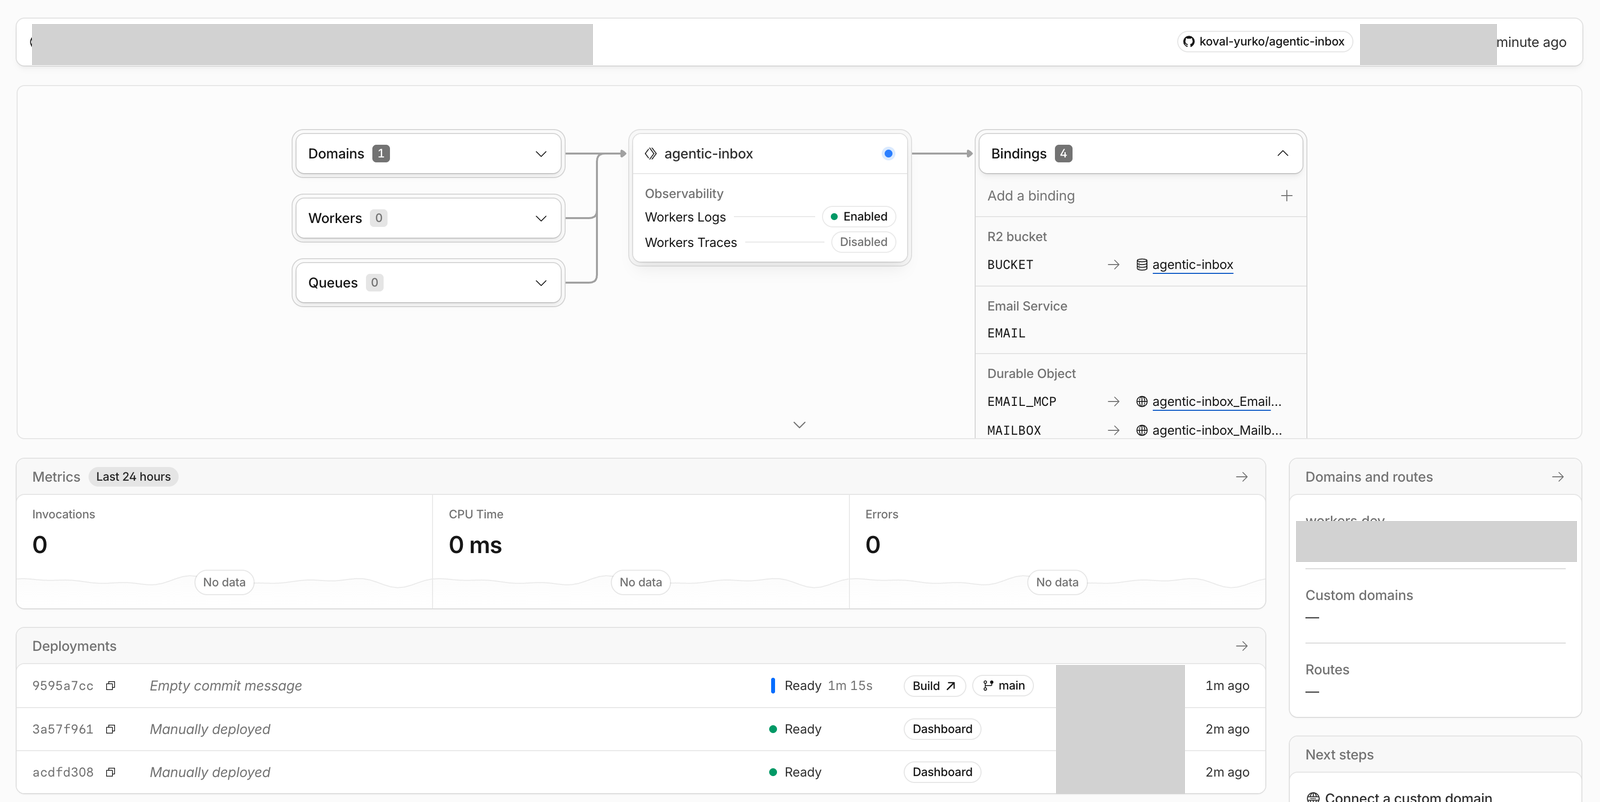 koval-yurko/agentic-inbox
minute ago
Domains 1
Workers 0
Queues 0
agentic-inbox
Observability
Workers Logs Enabled
Workers Traces Disabled
Bindings 4
Add a binding
R2 bucket
BUCKET → agentic-inbox
Email Service
EMAIL
Durable Object
EMAIL_MCP → agentic-inbox_Email...
MAILBOX → agentic-inbox_Mailb...
Metrics Last 24 hours
Invocations
0
No data
CPU Time
0 ms
No data
Errors
0
No data
Deployments
9595a7cc Empty commit message Ready 1m 15s Build main 1m ago
3a57f961 Manually deployed Ready Dashboard 2m ago
acdfd308 Manually deployed Ready Dashboard 2m ago
Domains and routes
workers.dev
Custom domains
—
Routes
—
Next steps
Connect a custom domain